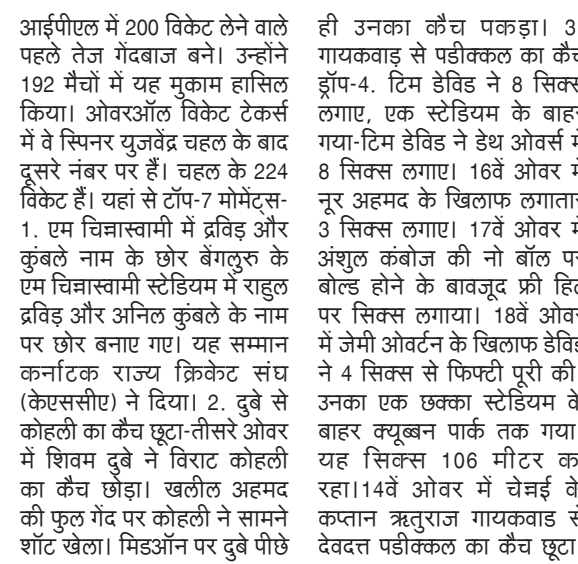 आईपीएल में 200 विकेट लेने वाले
पहले तेज गेंदबाज बने। उन्होंने
192 मैचों में यह मुकाम हासिल
किया। ओवरऑल विकेट टेकर्स
में वे स्पिनर युजवेंद्र चहल के बाद
दूसरे नंबर पर हैं। चहल के 224
विकेट हैं। यहां से टॉप-7 मोमेंट्स-
1. एम चिन्नास्वामी में द्रविड़ और
कुंबले नाम के छोर बेंगलुरु के
एम चिन्नास्वामी स्टेडियम में राहुल
द्रविड़ और अनिल कुंबले के नाम
पर छोर बनाए गए। यह सम्मान
कर्नाटक राज्य क्रिकेट संघ
(केएससीए) ने दिया। 2. दुबे से
कोहली का कैच छूटा-तीसरे ओवर
में शिवम दुबे ने विराट कोहली
का कैच छोड़ा। खलील अहमद
की फुल गेंद पर कोहली ने सामने
शॉट खेला। मिडऑन पर दुबे पीछे
ही उनका कैच पकड़ा। 3
गायकवाड़ से पडीक्कल का कैच
ड्रॉप-4. टिम डेविड ने 8 सिक्स
लगाए, एक स्टेडियम के बाहर
गया-टिम डेविड ने डेथ ओवर्स में
8 सिक्स लगाए। 16वें ओवर में
नूर अहमद के खिलाफ लगातार
3 सिक्स लगाए। 17वें ओवर में
अंशुल कंबोज की नो बॉल पर
बोल्ड होने के बावजूद फ्री हिट
पर सिक्स लगाया। 18वें ओवर
में जेमी ओवर्टन के खिलाफ डेविड
ने 4 सिक्स से फिफ्टी पूरी की
उनका एक छक्का स्टेडियम के
बाहर क्यूब्बन पार्क तक गया
यह सिक्स 106 मीटर का
रहा।14वें ओवर में चेन्नई के
कप्तान ऋतुराज गायकवाड से
देवदत्त पडीक्कल का कैच छूटा